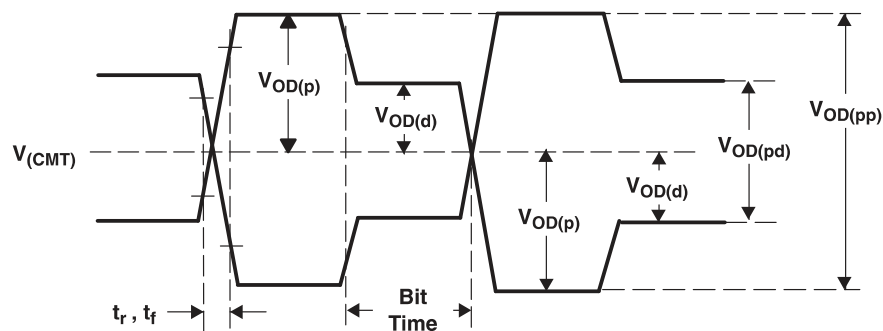 V(CMT)
VOD(p)
VOD(d)
VOD(p)
VOD(d)
VOD(pd)
VOD(pp)
tr , tf
Bit
Time